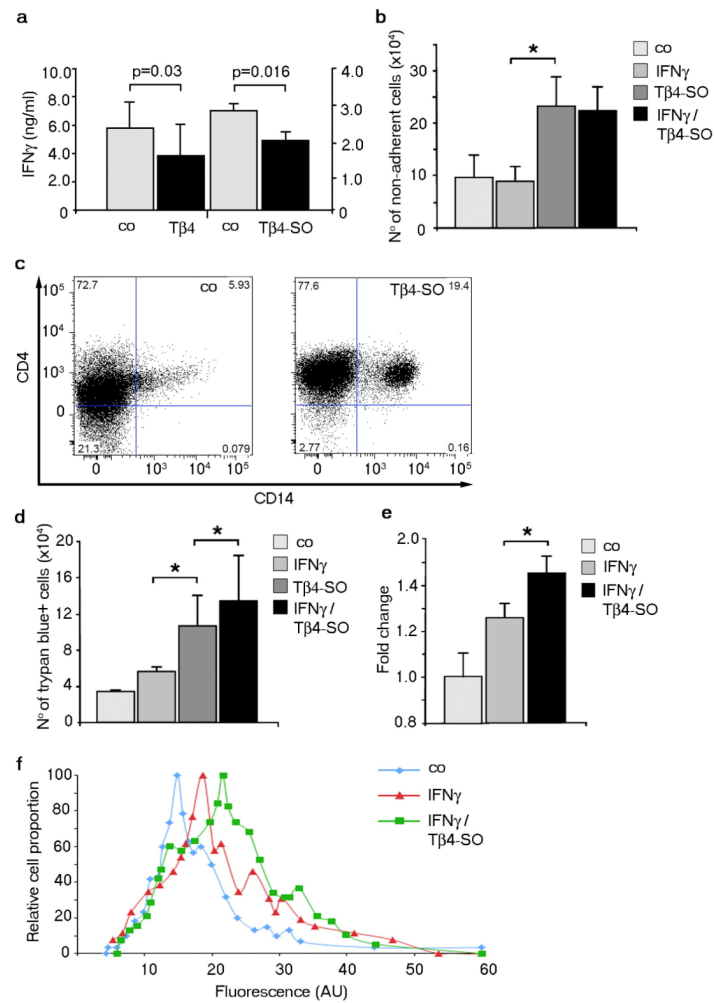 a
p=0.03
p=0.016
IFNγ (ng/ml)
10.0
8.0
6.0
4.0
2.0
0
4.0
3.0
2.0
1.0
0
co
Tβ4
co
Tβ4-SO
b
Nº of non-adherent cells (x10⁴)
30
20
10
0
*
co
IFNγ
Tβ4-SO
IFNγ /
Tβ4-SO
c
CD4
10⁵
10⁴
10³
0
72.7
co
5.93
21.3
0.079
0
10³
10⁴
10⁵
77.6
Tβ4-SO
19.4
2.77
0.16
0
10³
10⁴
10⁵
CD14
d
Nº of trypan blue+ cells (x10⁴)
20
16
12
8
4
0
*
*
co
IFNγ
Tβ4-SO
IFNγ /
Tβ4-SO
e
Fold change
2.0
1.4
1.2
1.0
0.8
*
co
IFNγ
IFNγ /
Tβ4-SO
f
Relative cell proportion
100
80
60
40
20
0
10
20
30
40
50
60
Fluorescence (AU)
co
IFNγ
IFNγ /
Tβ4-SO